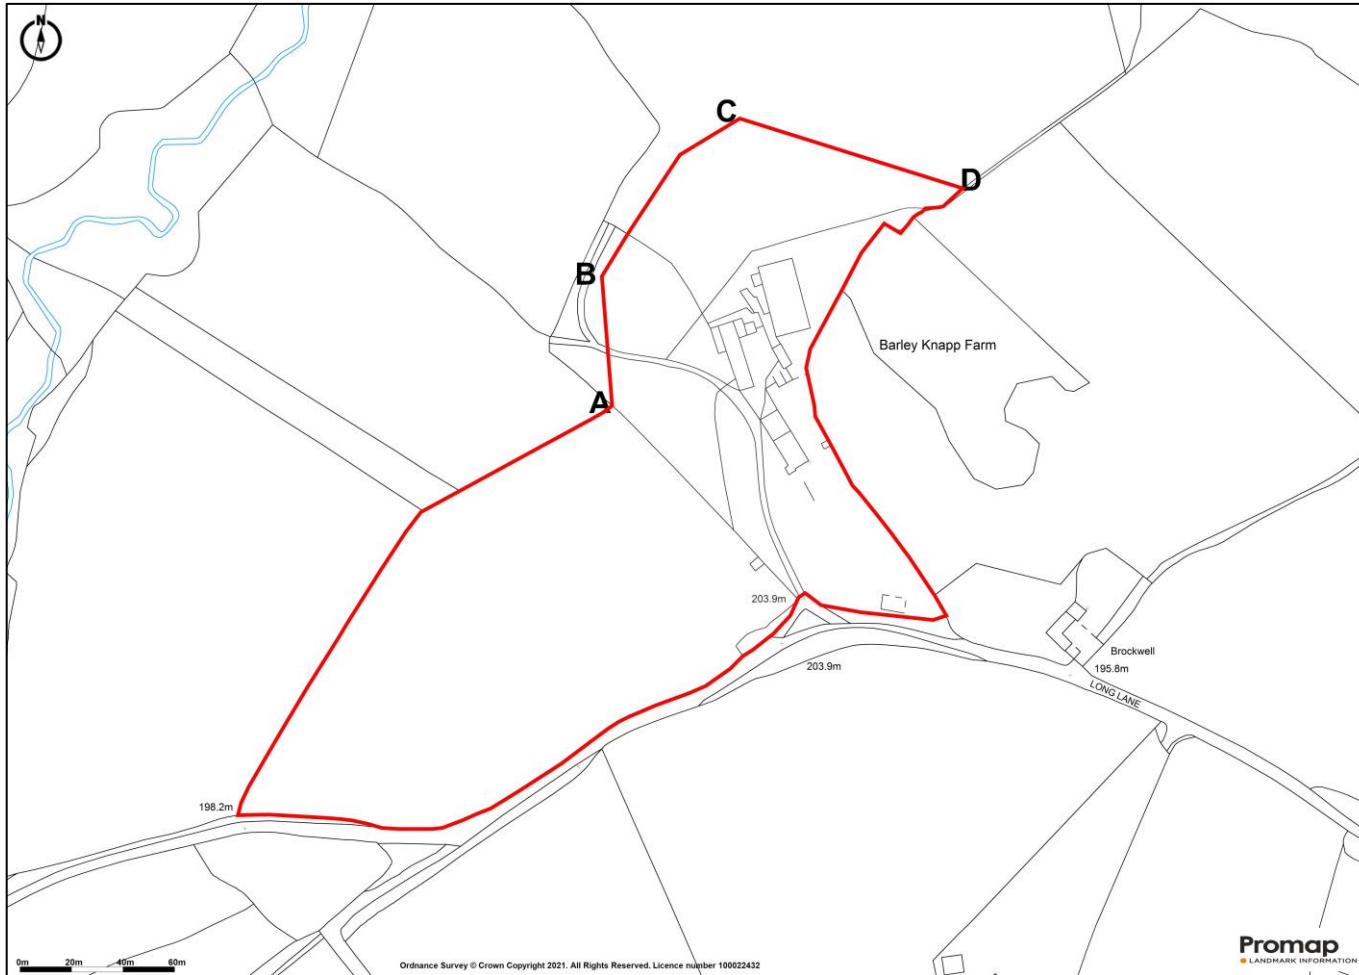 N
C
D
B
Barley Knapp Farm
A
203.9m
Brockwell
203.9m
195.8m
LONG LANE
198.2m
Promap
LANDMARK INFORMATION
0m 20m 40m 60m
Ordnance Survey © Crown Copyright 2021. All Rights Reserved. Licence number 100022432